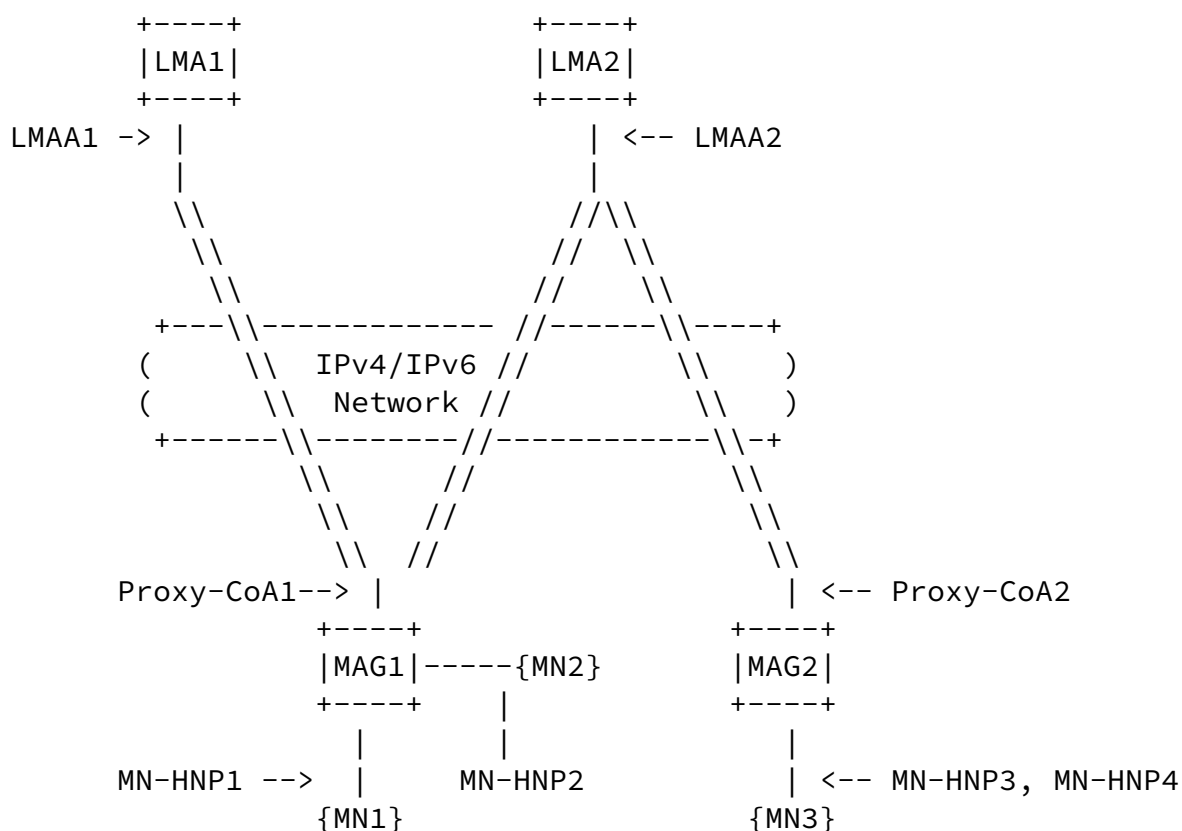 +----+                +----+
              |LMA1|                |LMA2|
              +----+                +----+
       LMAA1 -> |                      | <-- LMAA2
                |                      |
                \\                    //\\
                 \\                  //  \\
                  \\                //    \\
               +---\\------------- //------\\----+
              (     \\  IPv4/IPv6 //        \\    )
              (      \\  Network //          \\   )
               +------\\--------//------------\\-+
                       \\      //              \\
                        \\    //                \\
                         \\  //                  \\
             Proxy-CoA1--> |                      | <-- Proxy-CoA2
                        +----+                 +----+
                        |MAG1|-----{MN2}       |MAG2|
                        +----+    |            +----+
                          |       |               |
             MN-HNP1 -->  |     MN-HNP2           | <-- MN-HNP3, MN-HNP4
                        {MN1}                   {MN3}